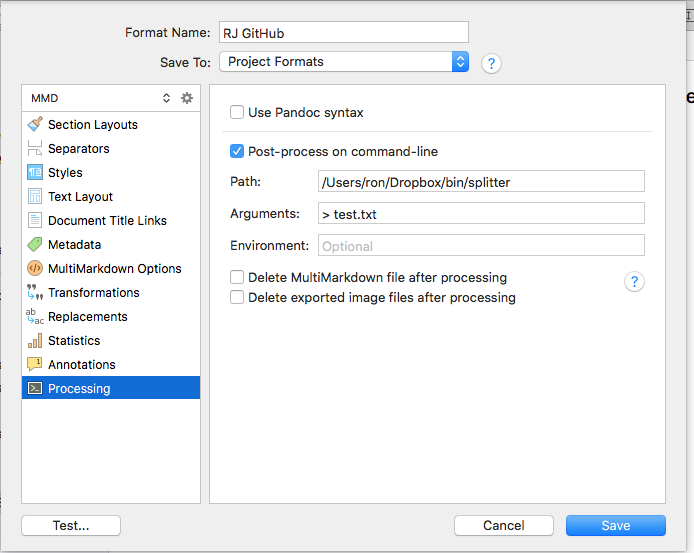 Format Name: RJ GitHub
Save To: Project Formats ?
MMD
Section Layouts
Separators
Styles
Text Layout
Document Title Links
Metadata
MultiMarkdown Options
Transformations
Replacements
Statistics
Annotations
Processing
Use Pandoc syntax
Post-process on command-line
Path: /Users/ron/Dropbox/bin/splitter
Arguments: > test.txt
Environment: Optional
Delete MultiMarkdown file after processing ?
Delete exported image files after processing
Test... Cancel Save